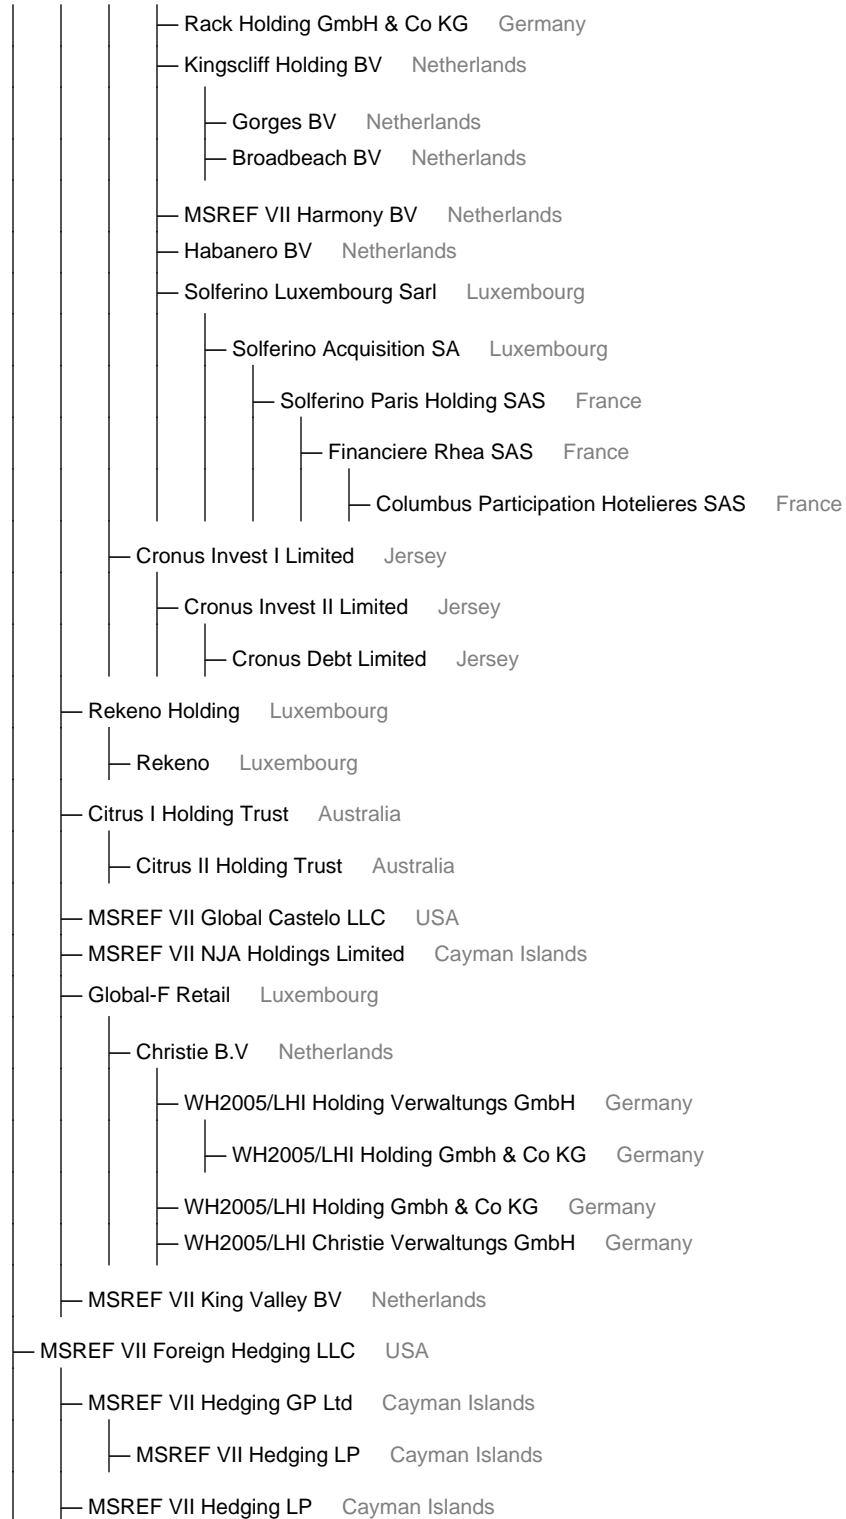 Rack Holding GmbH & Co KG Germany
Kingscliff Holding BV Netherlands
Gorges BV Netherlands
Broadbeach BV Netherlands
MSREF VII Harmony BV Netherlands
Habanero BV Netherlands
Solferino Luxembourg Sarl Luxembourg
Solferino Acquisition SA Luxembourg
Solferino Paris Holding SAS France
Financiere Rhea SAS France
Columbus Participation Hotelieres SAS France
Cronus Invest I Limited Jersey
Cronus Invest II Limited Jersey
Cronus Debt Limited Jersey
Rekeno Holding Luxembourg
Rekeno Luxembourg
Citrus I Holding Trust Australia
Citrus II Holding Trust Australia
MSREF VII Global Castelo LLC USA
MSREF VII NJA Holdings Limited Cayman Islands
Global-F Retail Luxembourg
Christie B.V Netherlands
WH2005/LHI Holding Verwaltungs GmbH Germany
WH2005/LHI Holding Gmbh & Co KG Germany
WH2005/LHI Holding Gmbh & Co KG Germany
WH2005/LHI Christie Verwaltungs GmbH Germany
MSREF VII King Valley BV Netherlands
MSREF VII Foreign Hedging LLC USA
MSREF VII Hedging GP Ltd Cayman Islands
MSREF VII Hedging LP Cayman Islands
MSREF VII Hedging LP Cayman Islands